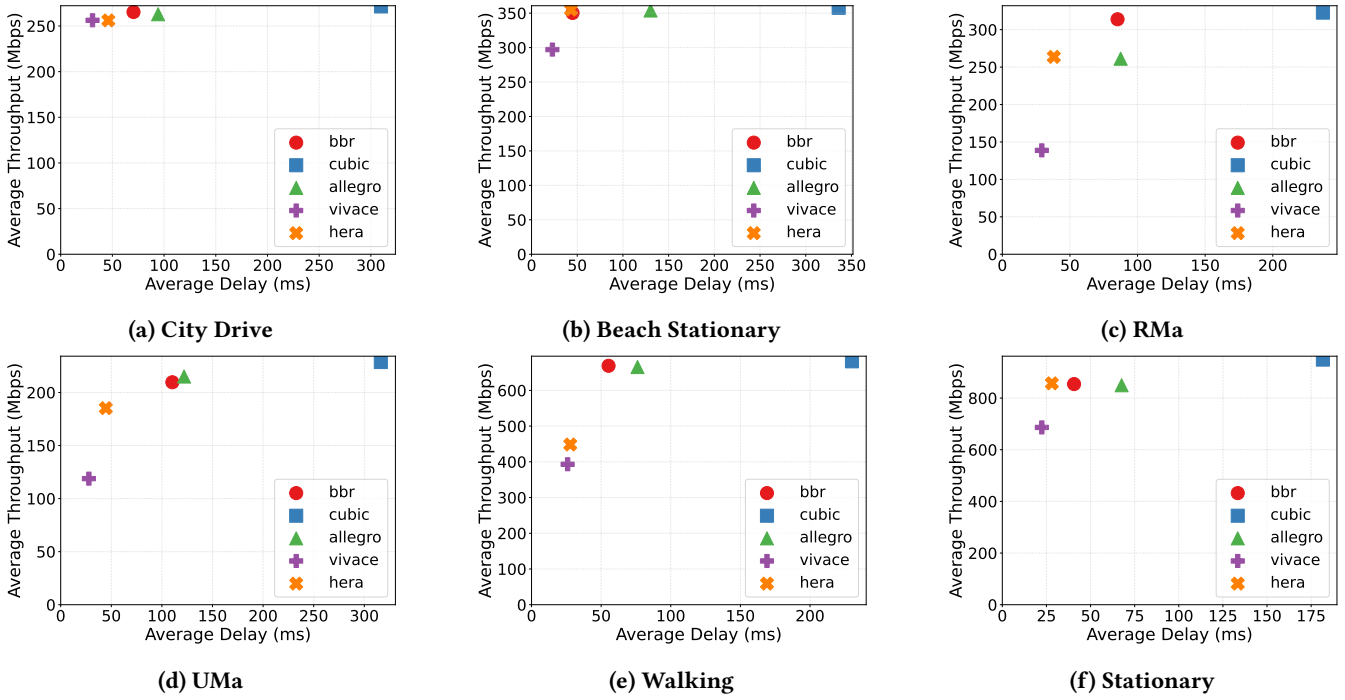 Average Throughput (Mbps)
250
200
150
100
50
0
bbr
cubic
allegro
vivace
hera
0 50 100 150 200 250 300
Average Delay (ms)
(a) City Drive
Average Throughput (Mbps)
350
300
250
200
150
100
50
0
bbr
cubic
allegro
vivace
hera
0 50 100 150 200 250 300 350
Average Delay (ms)
(b) Beach Stationary
Average Throughput (Mbps)
300
250
200
150
100
50
0
bbr
cubic
allegro
vivace
hera
0 50 100 150 200
Average Delay (ms)
(c) RMa
Average Throughput (Mbps)
200
150
100
50
0
bbr
cubic
allegro
vivace
hera
0 50 100 150 200 250 300
Average Delay (ms)
(d) UMa
Average Throughput (Mbps)
600
500
400
300
200
100
0
bbr
cubic
allegro
vivace
hera
0 50 100 150 200
Average Delay (ms)
(e) Walking
Average Throughput (Mbps)
800
600
400
200
0
bbr
cubic
allegro
vivace
hera
0 25 50 75 100 125 150 175
Average Delay (ms)
(f) Stationary